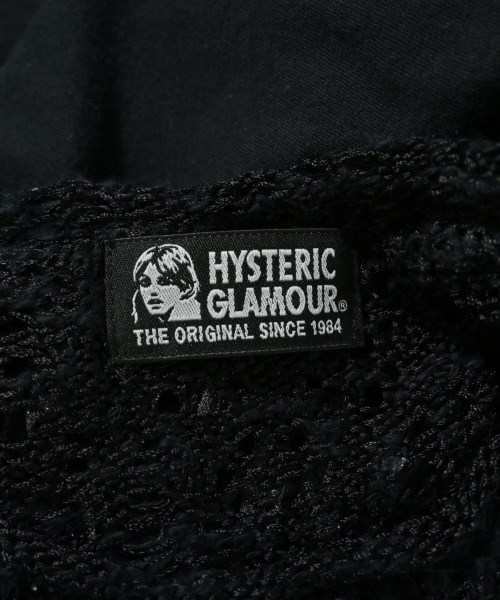 HYSTERIC
GLAMOUR®
THE ORIGINAL SINCE 1984